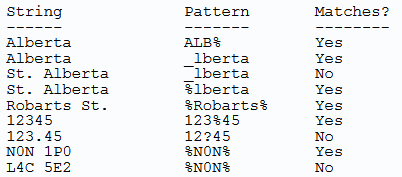 String Pattern Matches?
------ -------- --------
Alberta ALB% Yes
Alberta _lberta Yes
St. Alberta _lberta No
St. Alberta %lberta Yes
Robarts St. %Robarts% Yes
12345 123%45 Yes
123.45 12?45 No
N0N 1P0 %N0N% Yes
L4C 5E2 %N0N% No